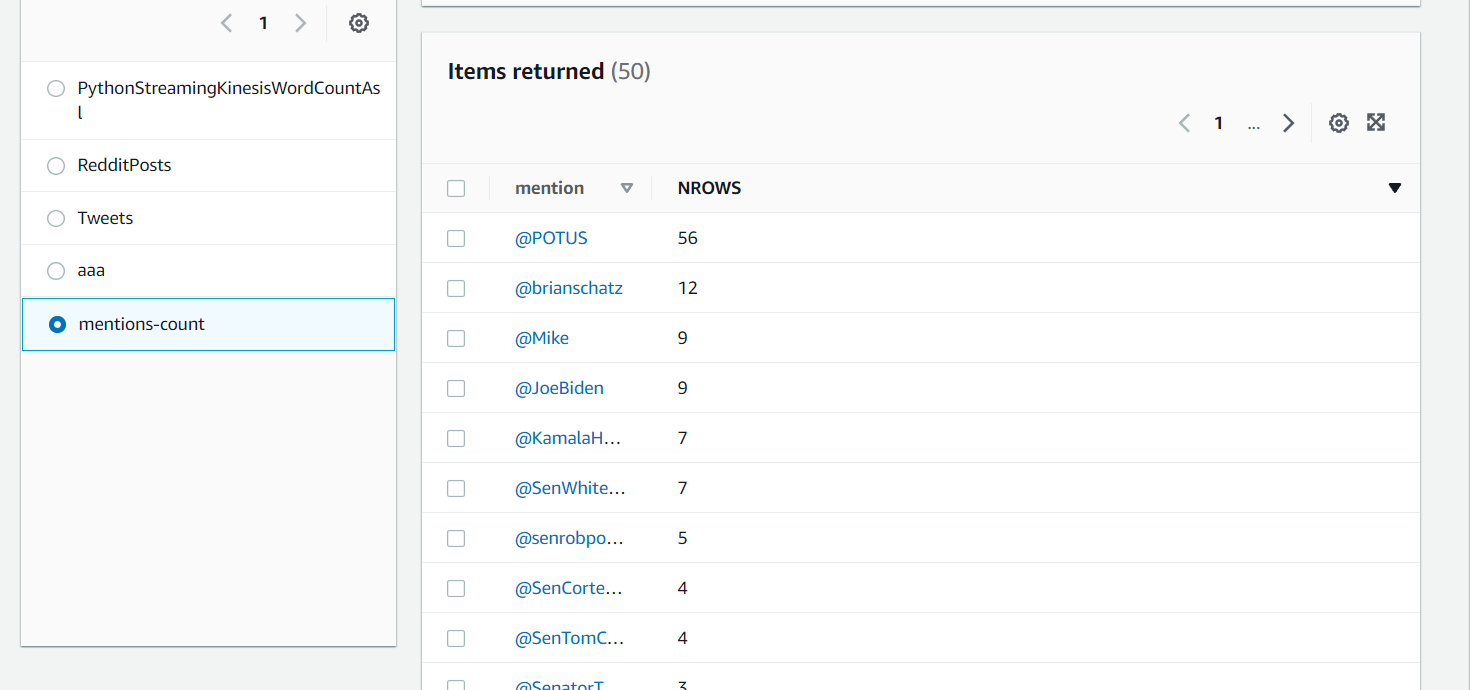 1
PythonStreamingKinesisWordCountAs
l
RedditPosts
Tweets
aaa
mentions-count
Items returned (50)
1 ...
mention NROWS
@POTUS 56
@brianschatz 12
@Mike 9
@JoeBiden 9
@KamalaH... 7
@SenWhite... 7
@senrobpo... 5
@SenCorte... 4
@SenTomC... 4
@SenatorT... 3